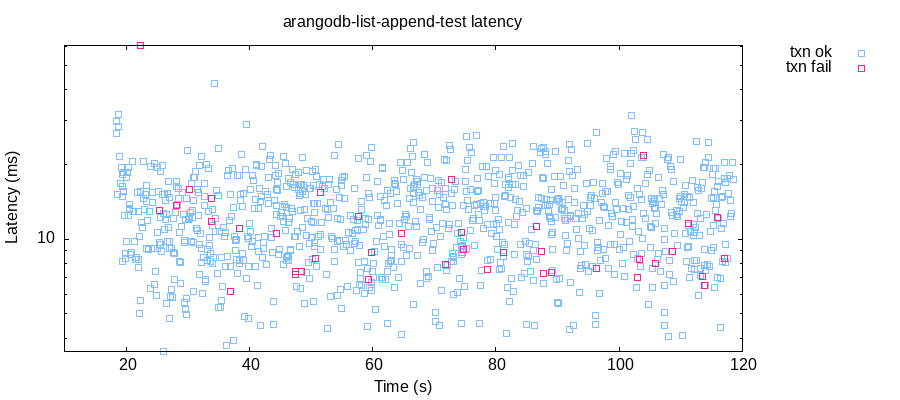 arangodb-list-append-test latency
txn ok
txn fail
Latency (ms)
10
20 40 60 80 100 120
Time (s)